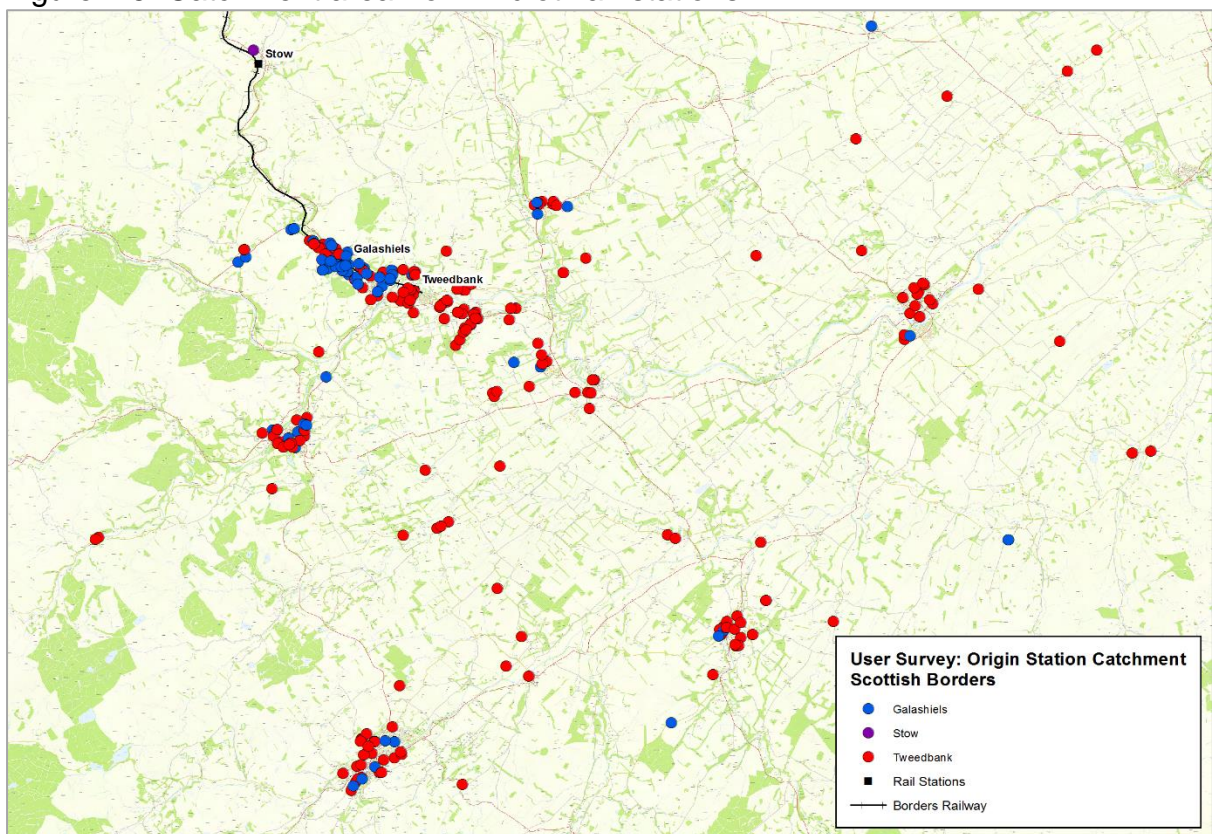 Stow
Galashiels
Tweedbank
User Survey: Origin Station Catchment
Scottish Borders
Galashiels
Stow
Tweedbank
Rail Stations
Borders Railway